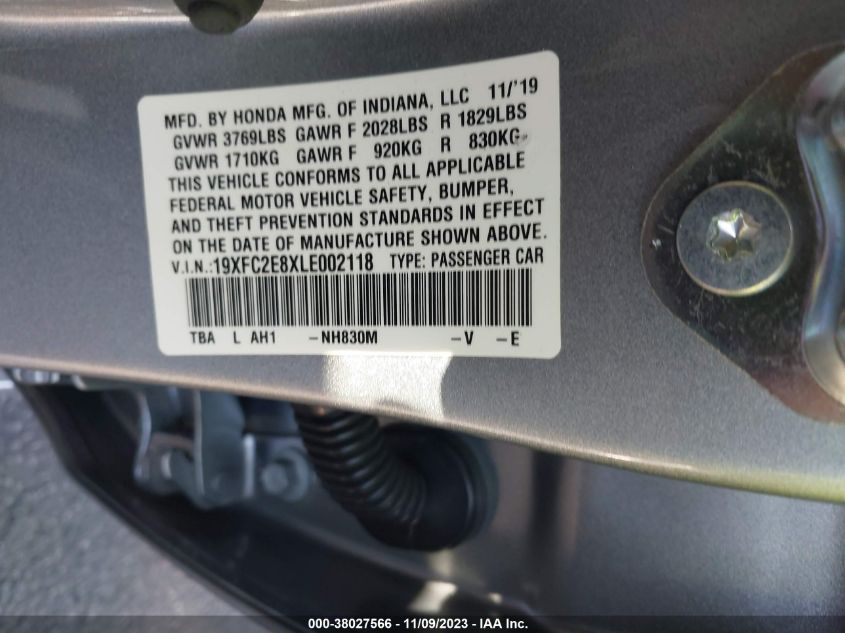 MFD. BY HONDA MFG. OF INDIANA, LLC 11/'19
GVWR 3769LBS GAWR F 2028LBS R 1829LBS
GVWR 1710KG GAWR F 920KG R 830KG
THIS VEHICLE CONFORMS TO ALL APPLICABLE
FEDERAL MOTOR VEHICLE SAFETY, BUMPER,
AND THEFT PREVENTION STANDARDS IN EFFECT
ON THE DATE OF MANUFACTURE SHOWN ABOVE.
V.I.N.:19XFC2E8XLE002118 TYPE: PASSENGER CAR
TBA L AH1 -NH830M -V -E
000-38027566 - 11/09/2023 - IAA Inc.